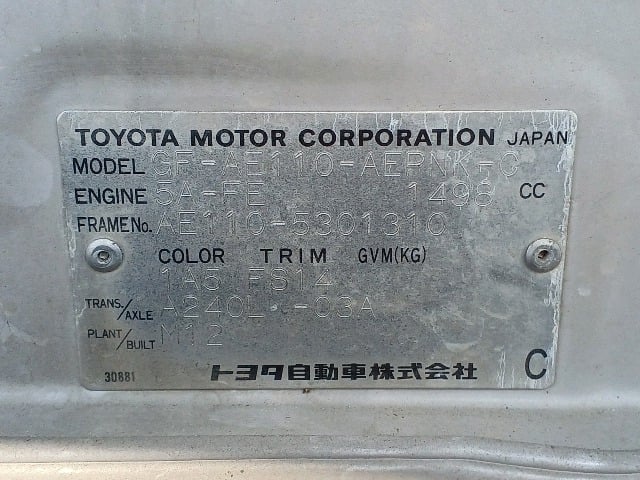 TOYOTA MOTOR CORPORATION JAPAN
MODEL GF-AE110-AEPNK-C
ENGINE 5A-FE 1498 CC
FRAME No. AE110-5301310
COLOR TRIM GVM(KG)
1A5 FS14
TRANS./AXLE A240L -03A
PLANT/BUILT M12
30881 トヨタ自動車株式会社 C